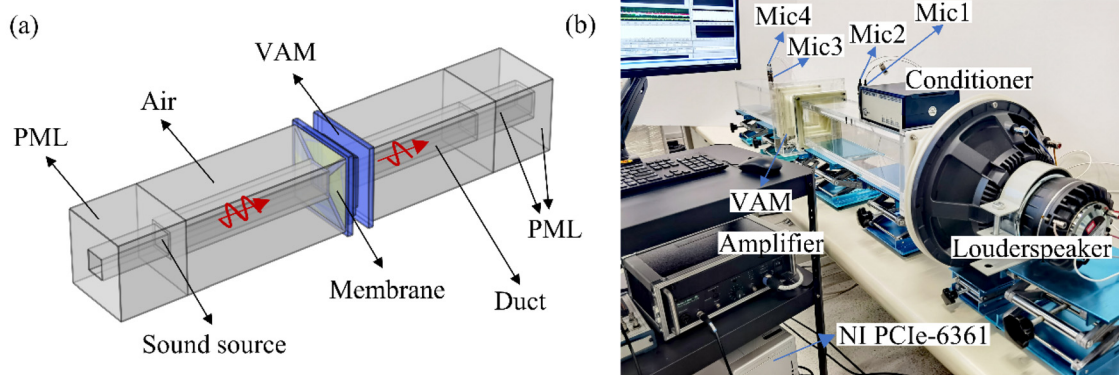 (a)
VAM
Air
PML
Membrane
Duct
PML
Sound source
(b)
Mic4
Mic3
Mic2
Mic1
Conditioner
VAM
Amplifier
Louderspeaker
NI PCIe-6361